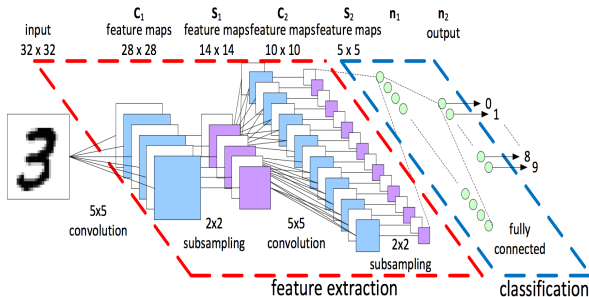 C1 S1 C2 S2 n1 n2
input feature maps feature maps feature maps feature maps output
32 x 32 28 x 28 14 x 14 10 x 10 5 x 5
0
1
8
9
3
5x5
convolution
2x2
subsampling
5x5
convolution
2x2
subsampling
fully
connected
feature extraction
classification